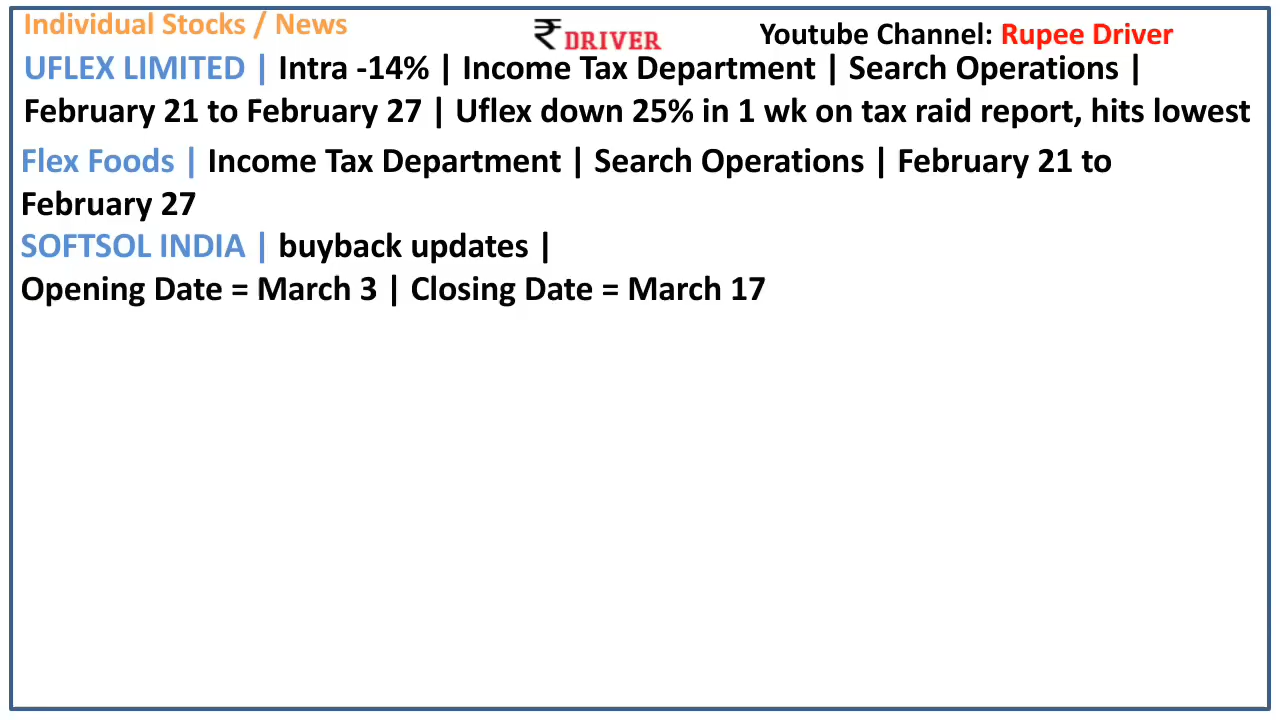 Individual Stocks / News
₹ DRIVER
Youtube Channel: Rupee Driver
UFLEX LIMITED | Intra -14% | Income Tax Department | Search Operations |
February 21 to February 27 | Uflex down 25% in 1 wk on tax raid report, hits lowest
Flex Foods | Income Tax Department | Search Operations | February 21 to
February 27
SOFTSOL INDIA | buyback updates |
Opening Date = March 3 | Closing Date = March 17